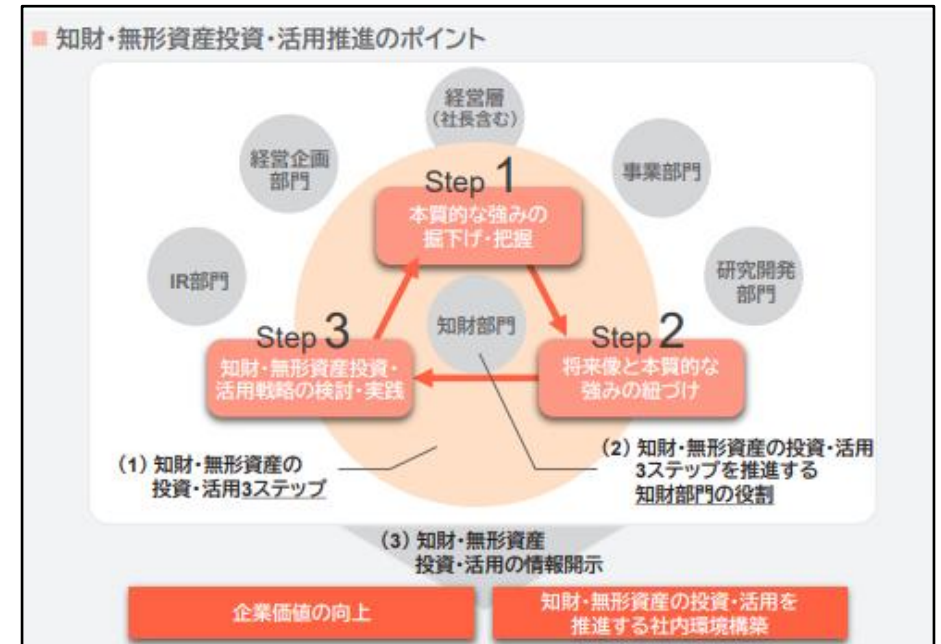 知財・無形資産投資・活用推進のポイント
経営層
(社長含む)
経営企画
部門
事業部門
Step 1
本質的な強みの
掘下げ・把握
IR部門
研究開発
部門
知財部門
Step 3
知財・無形資産投資・
活用戦略の検討・実践
Step 2
将来像と本質的な
強みの紐づけ
(1) 知財・無形資産の
投資・活用3ステップ
(2) 知財・無形資産の投資・活用
3ステップを推進する
知財部門の役割
(3) 知財・無形資産
投資・活用の情報開示
企業価値の向上
知財・無形資産の投資・活用を
推進する社内環境構築